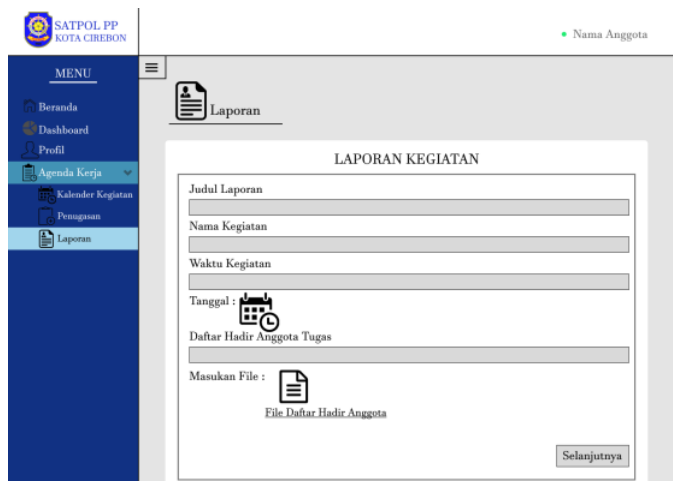 SATPOL PP
KOTA CIREBON
Nama Anggota
MENU
Beranda
Dashboard
Profil
Agenda Kerja
Kalender Kegiatan
Penugasan
Laporan
Laporan
LAPORAN KEGIATAN
Judul Laporan
Nama Kegiatan
Waktu Kegiatan
Tanggal :
Daftar Hadir Anggota Tugas
Masukan File :
File Daftar Hadir Anggota
Selanjutnya